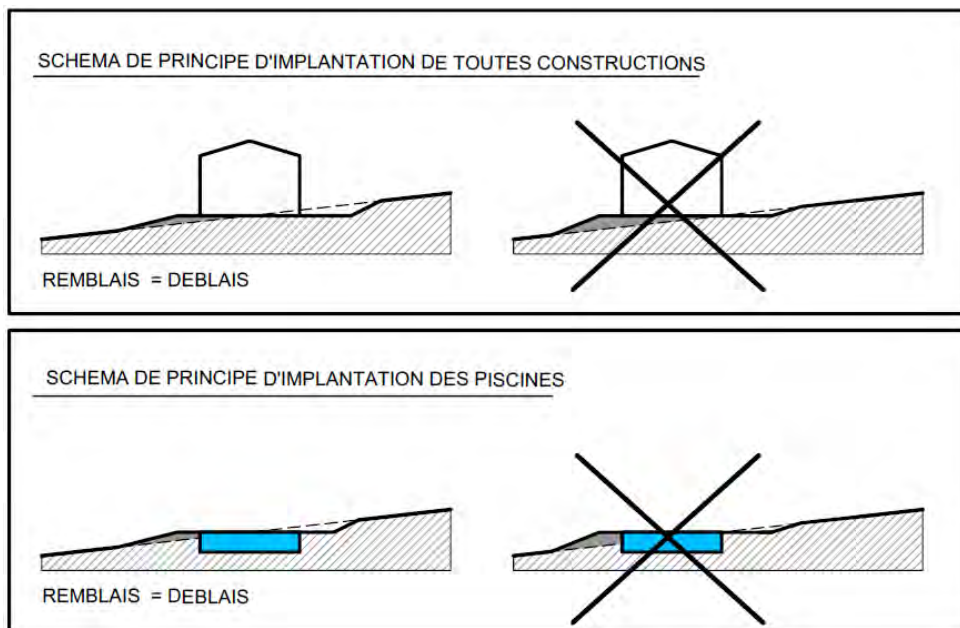 SCHEMA DE PRINCIPE D'IMPLANTATION DE TOUTES CONSTRUCTIONS
REMBLAIS = DEBLAIS
SCHEMA DE PRINCIPE D'IMPLANTATION DES PISCINES
REMBLAIS = DEBLAIS